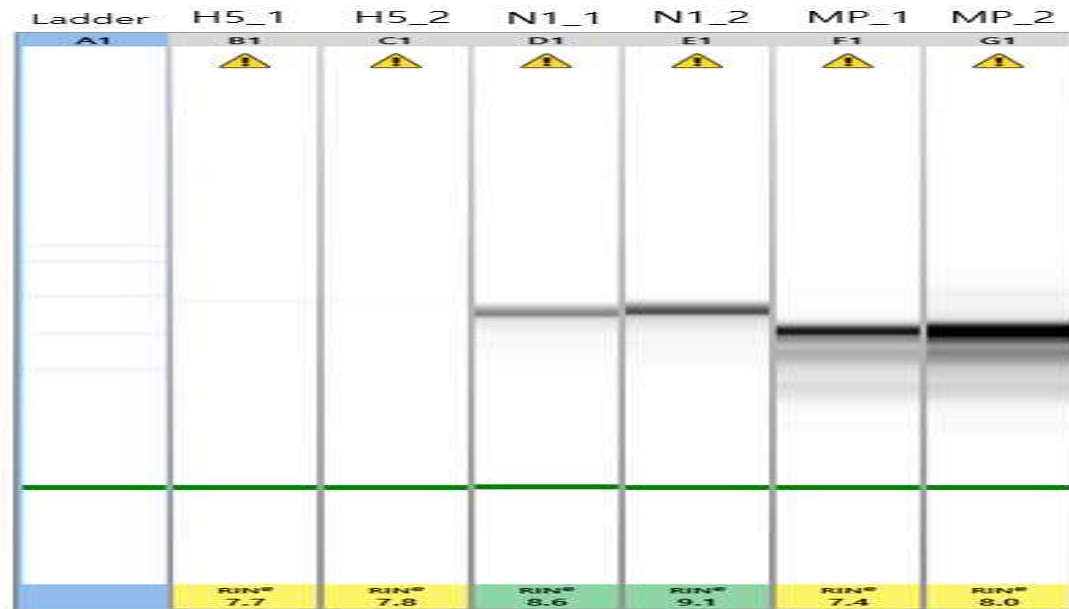 Ladder H5_1 H5_2 N1_1 N1_2 MP_1 MP_2
A1 B1 C1 D1 E1 F1 G1
RIN® RIN® RIN® RIN® RIN® RIN®
7.7 7.8 8.6 9.1 7.4 8.0